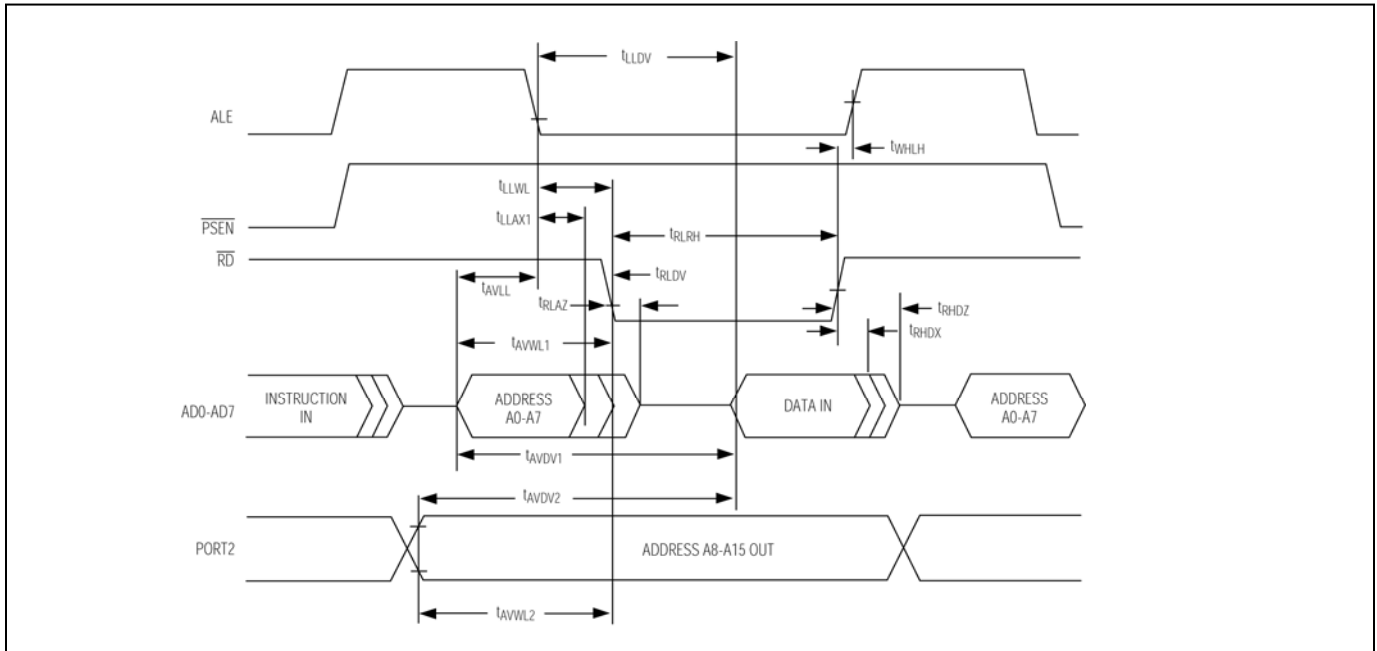 tLLDV
ALE
tWHLH
tLLWL
tLLAX1
PSEN
tRLRH
RD
tRLDV
tAVLL
tRLAZ
tRHDZ
tRHDX
tAVWL1
AD0-AD7
INSTRUCTION
IN
ADDRESS
A0-A7
DATA IN
ADDRESS
A0-A7
tAVDV1
tAVDV2
PORT2
ADDRESS A8-A15 OUT
tAVWL2